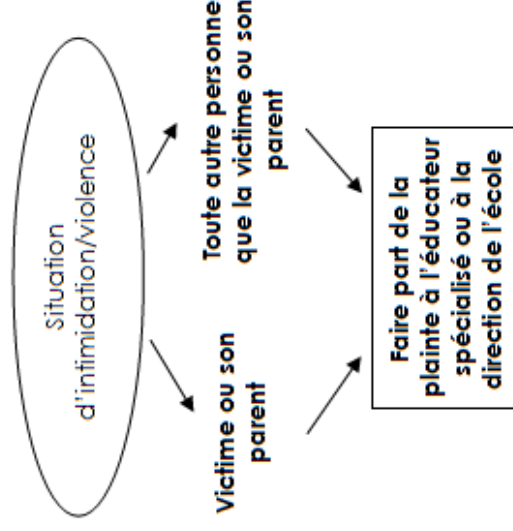 Situation
d'intimidation/violence
Victime ou son
parent
Toute autre personne
que la victime ou son
parent
Faire part de la
plainte à l'éducateur
spécialisé ou à la
direction de l'école